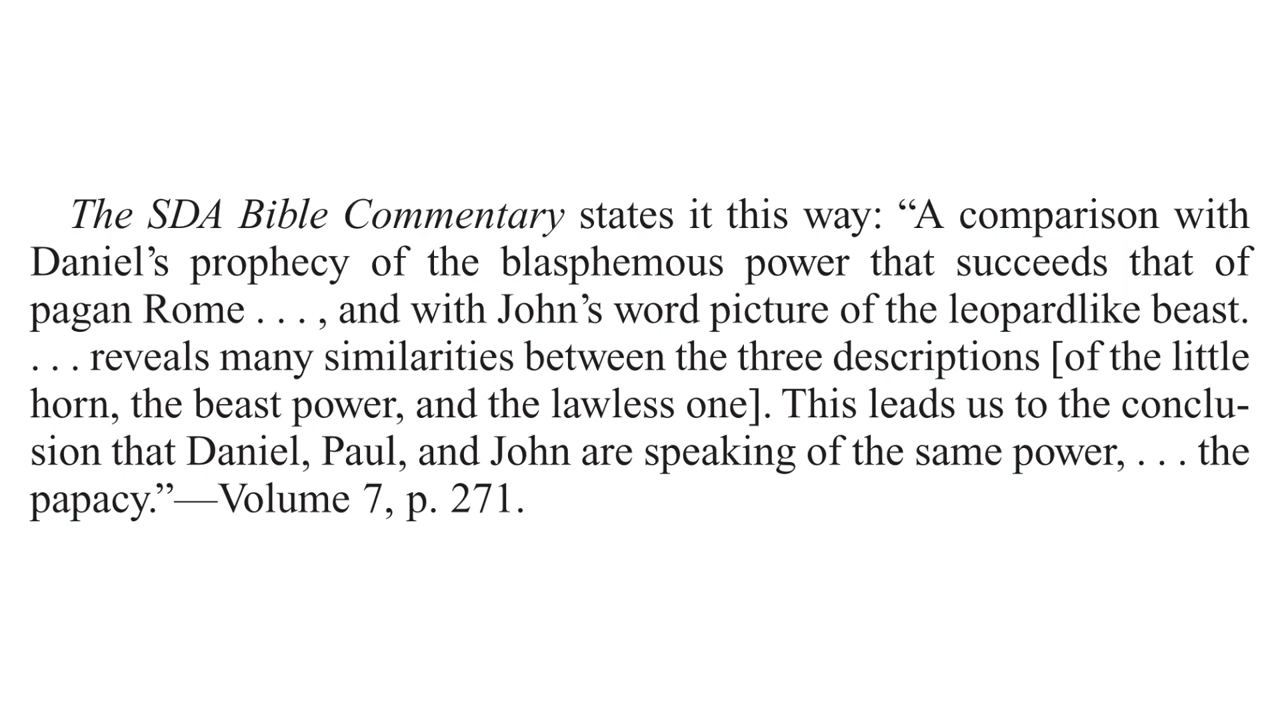 The SDA Bible Commentary states it this way: “A comparison with
Daniel’s prophecy of the blasphemous power that succeeds that of
pagan Rome . . . , and with John’s word picture of the leopardlike beast.
. . . reveals many similarities between the three descriptions [of the little
horn, the beast power, and the lawless one]. This leads us to the conclu-
sion that Daniel, Paul, and John are speaking of the same power, . . . the
papacy.”—Volume 7, p. 271.